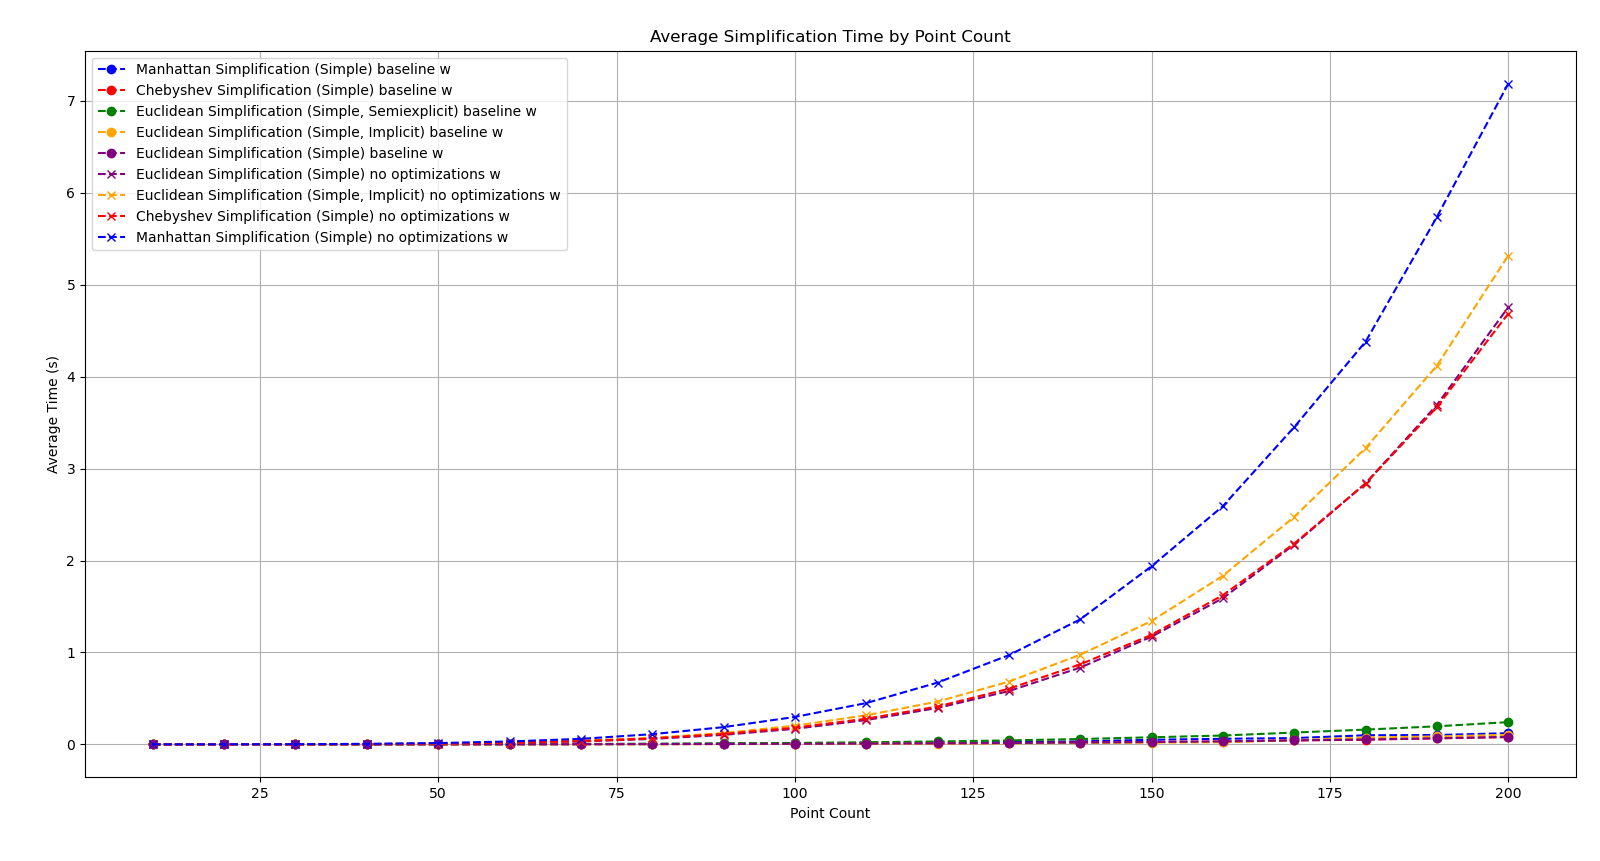 Average Simplification Time by Point Count
Manhattan Simplification (Simple) baseline w
Chebyshev Simplification (Simple) baseline w
Euclidean Simplification (Simple, Semiexplicit) baseline w
Euclidean Simplification (Simple, Implicit) baseline w
Euclidean Simplification (Simple) baseline w
Euclidean Simplification (Simple) no optimizations w
Euclidean Simplification (Simple, Implicit) no optimizations w
Chebyshev Simplification (Simple) no optimizations w
Manhattan Simplification (Simple) no optimizations w
7
6
5
4
3
2
1
0
Average Time (s)
25 50 75 100 125 150 175 200
Point Count